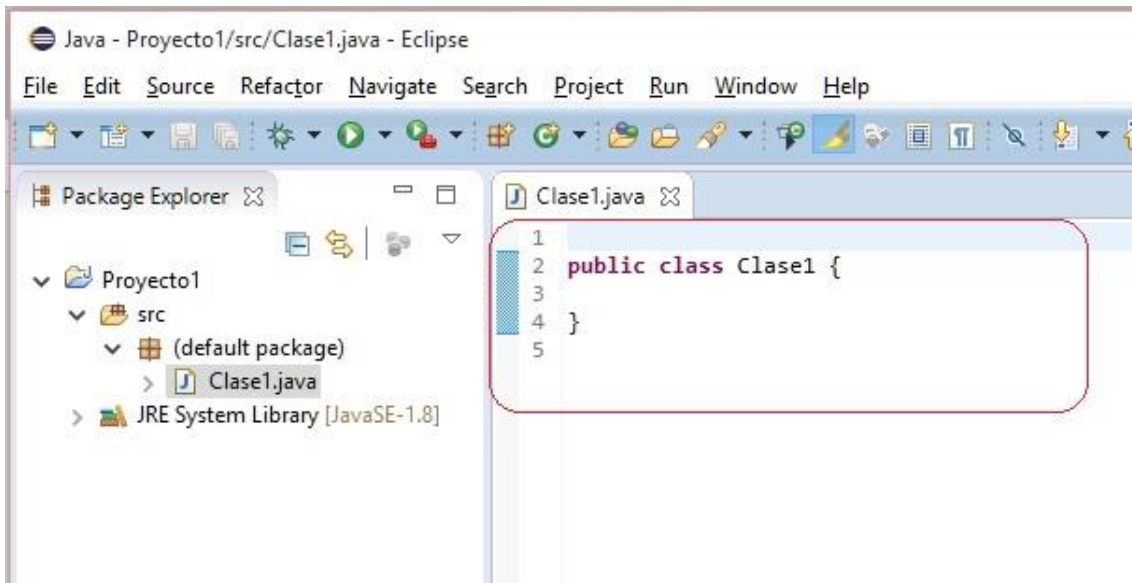 Java - Proyecto1/src/Clase1.java - Eclipse
File Edit Source Refactor Navigate Search Project Run Window Help
Package Explorer
Proyecto1
src
(default package)
Clase1.java
JRE System Library [JavaSE-1.8]
Clase1.java
1
2 public class Clase1 {
3
4 }
5